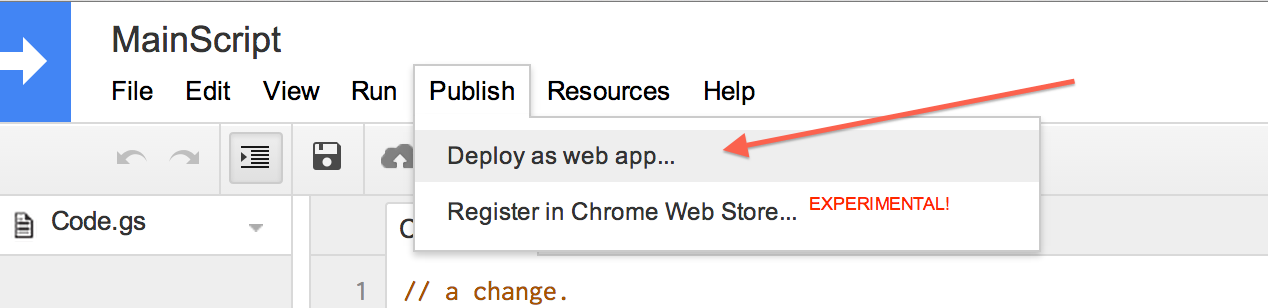 MainScript
File Edit View Run Publish Resources Help
Deploy as web app...
Register in Chrome Web Store... EXPERIMENTAL!
Code.gs
C
1 // a change.